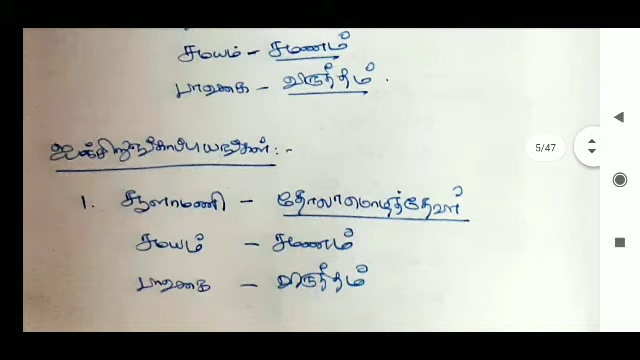 சமயம் - சமணம்
பாவகை - விருத்தம்.
ஐஞ்சிறுங்காப்பியங்கள் : -
1. சூளாமணி - தோலாமொழித்தேவர்
சமயம் - சமணம்
பாவகை - விருத்தம்
5/47